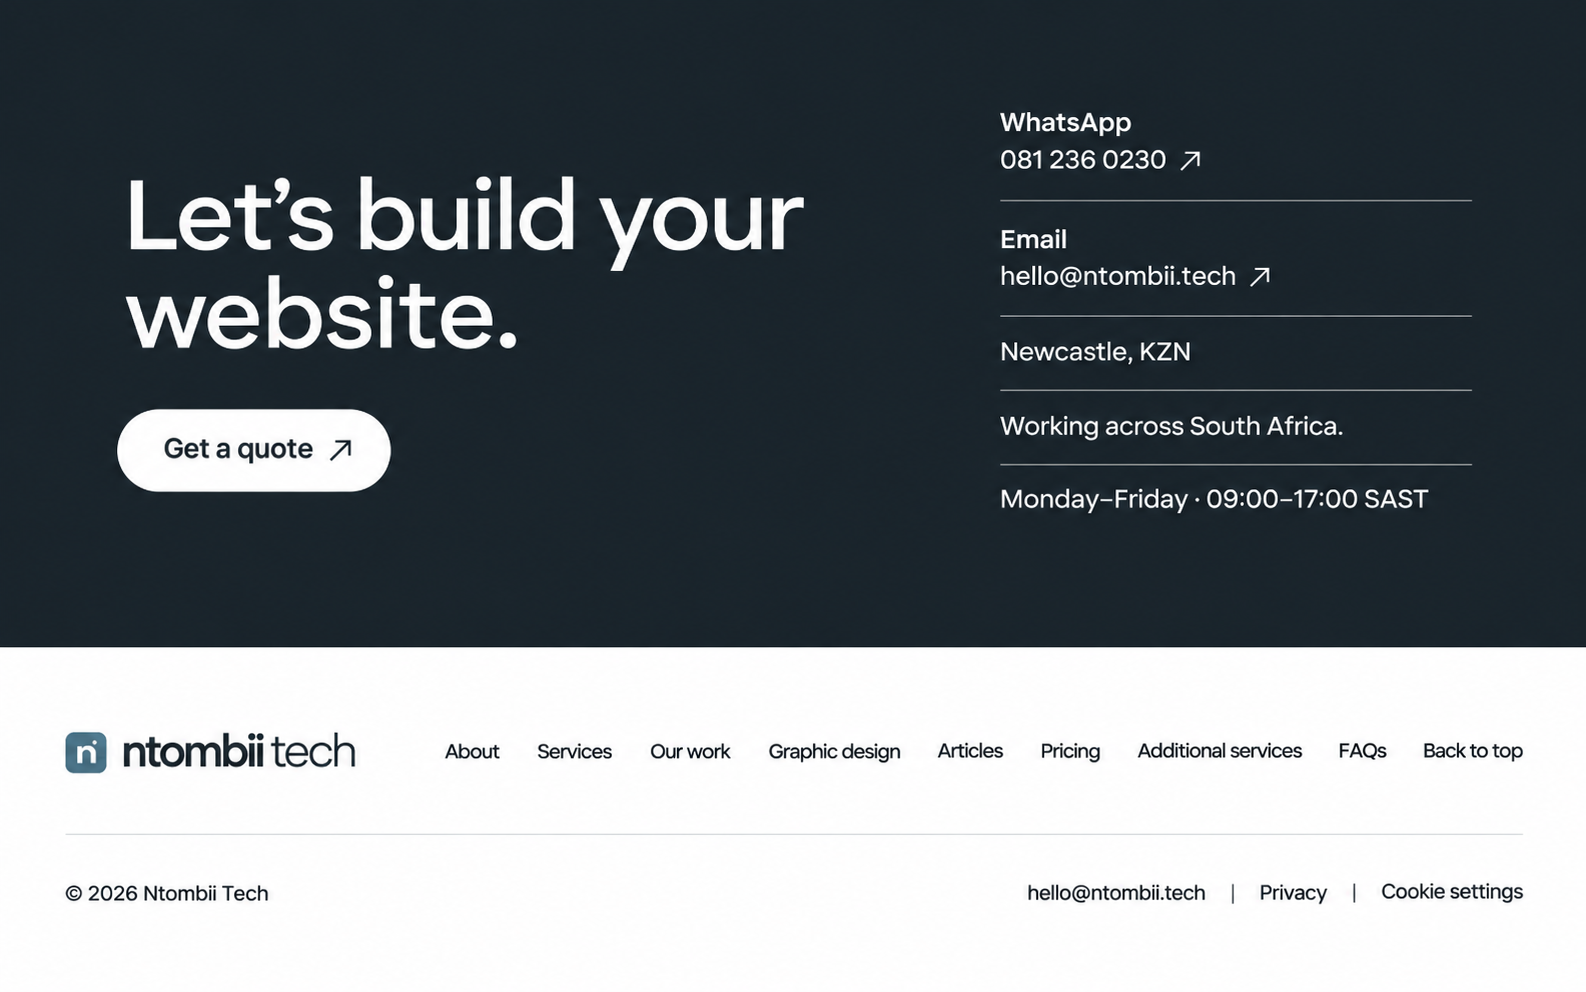 Let’s build your
website.
Get a quote
WhatsApp
081 236 0230
Email
hello@ntombii.tech
Newcastle, KZN
Working across South Africa.
Monday–Friday · 09:00–17:00 SAST
n ntombii tech
About Services Our work Graphic design Articles Pricing Additional services FAQs Back to top
© 2026 Ntombii Tech
hello@ntombii.tech | Privacy | Cookie settings